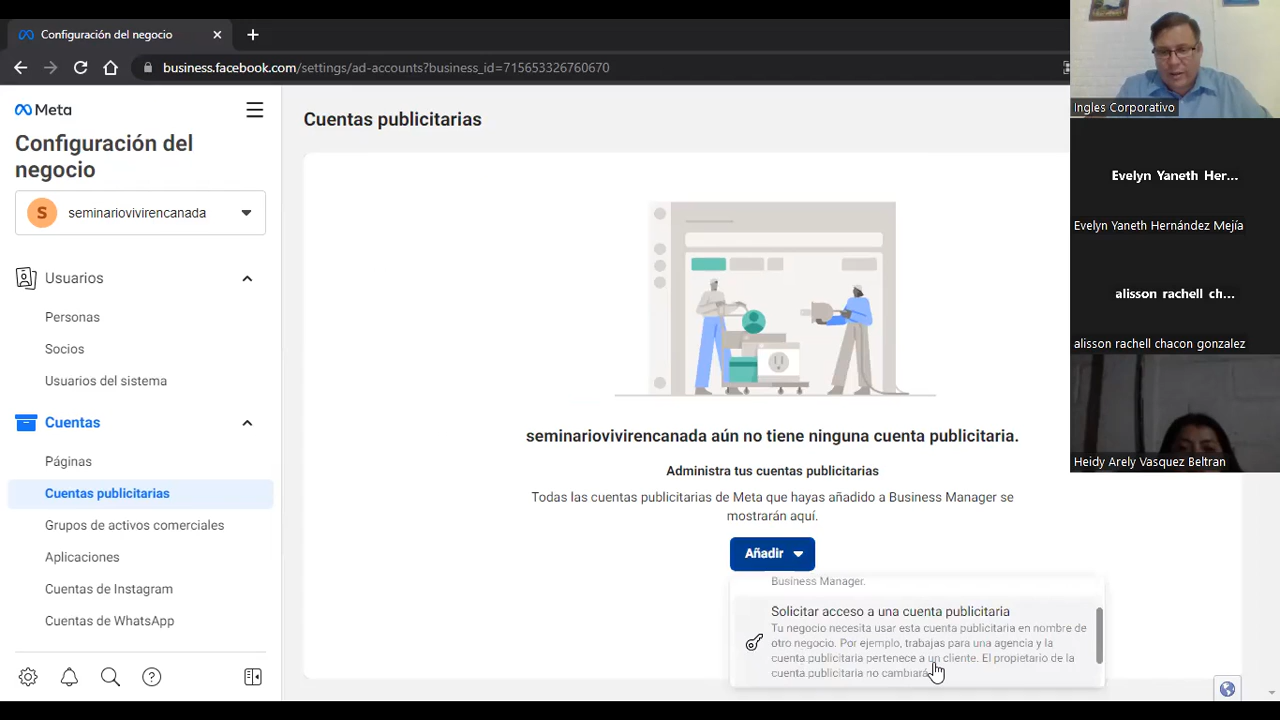 Configuración del negocio
business.facebook.com/settings/ad-accounts?business_id=715653326760670
Meta
Configuración del
negocio
S
seminariovivirencanada
Usuarios
Personas
Socios
Usuarios del sistema
Cuentas
Páginas
Cuentas publicitarias
Grupos de activos comerciales
Aplicaciones
Cuentas de Instagram
Cuentas de WhatsApp
Cuentas publicitarias
seminariovivirencanada aún no tiene ninguna cuenta publicitaria.
Administra tus cuentas publicitarias
Todas las cuentas publicitarias de Meta que hayas añadido a Business Manager se
mostrarán aquí.
Añadir
Business Manager.
Solicitar acceso a una cuenta publicitaria
Tu negocio necesita usar esta cuenta publicitaria en nombre de
otro negocio. Por ejemplo, trabajas para una agencia y la
cuenta publicitaria pertenece a un cliente. El propietario de la
cuenta publicitaria no cambiará
Ingles Corporativo
Evelyn Yaneth Her...
Evelyn Yaneth Hernández Mejía
alisson rachell ch...
alisson rachell chacon gonzalez
Heidy Arely Vasquez Beltran